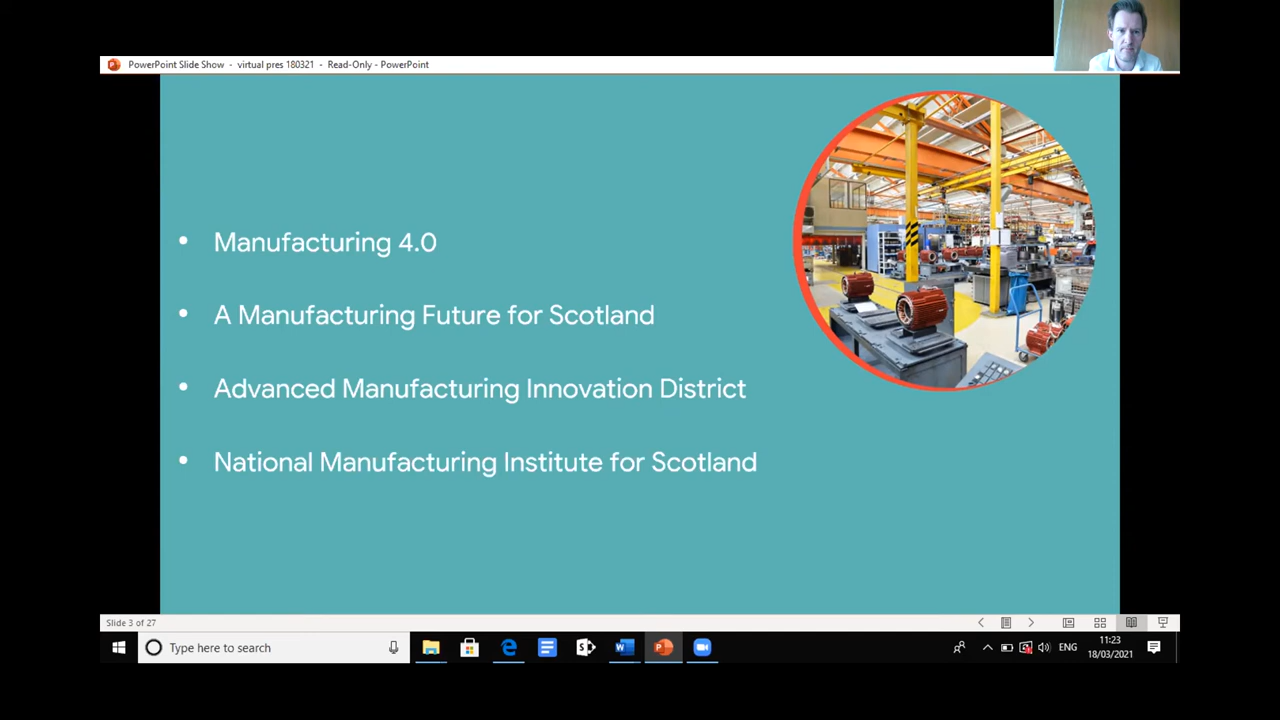 PowerPoint Slide Show - virtual pres 180321 - Read-Only - PowerPoint
• Manufacturing 4.0
• A Manufacturing Future for Scotland
• Advanced Manufacturing Innovation District
• National Manufacturing Institute for Scotland
Slide 3 of 27
Type here to search
ENG
11:23
18/03/2021